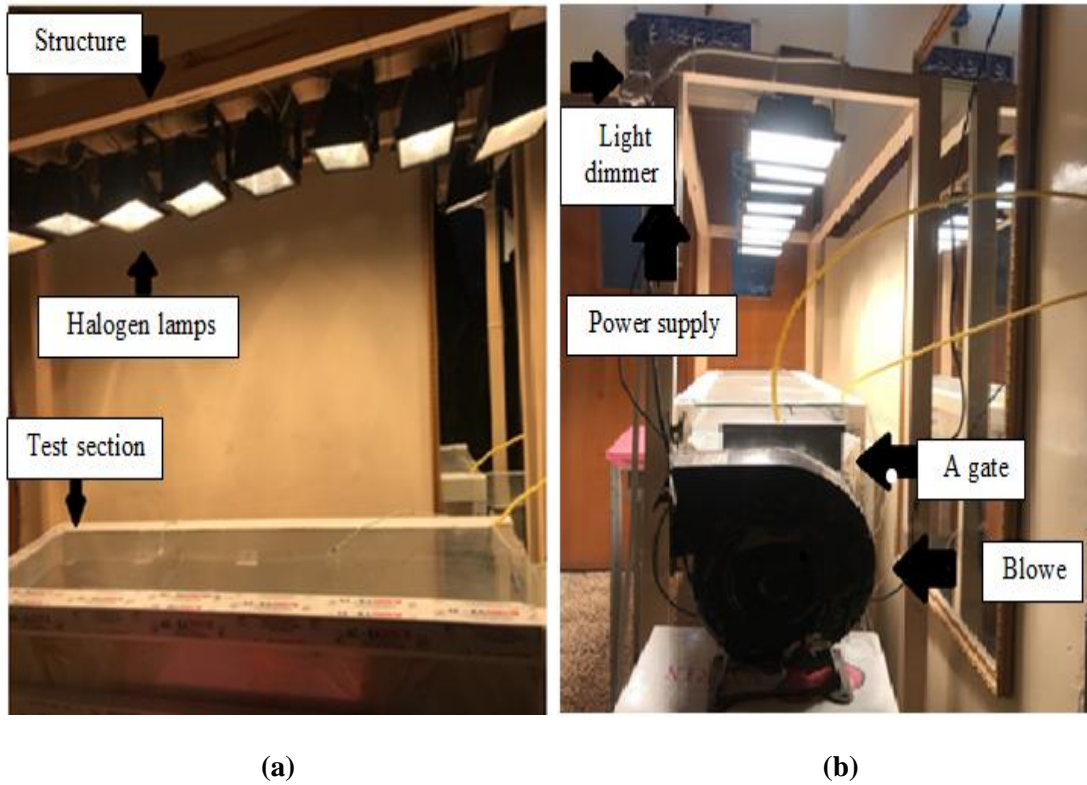 Structure
Halogen lamps
Test section
(a)
Light
dimmer
Power supply
A gate
Blowe
(b)